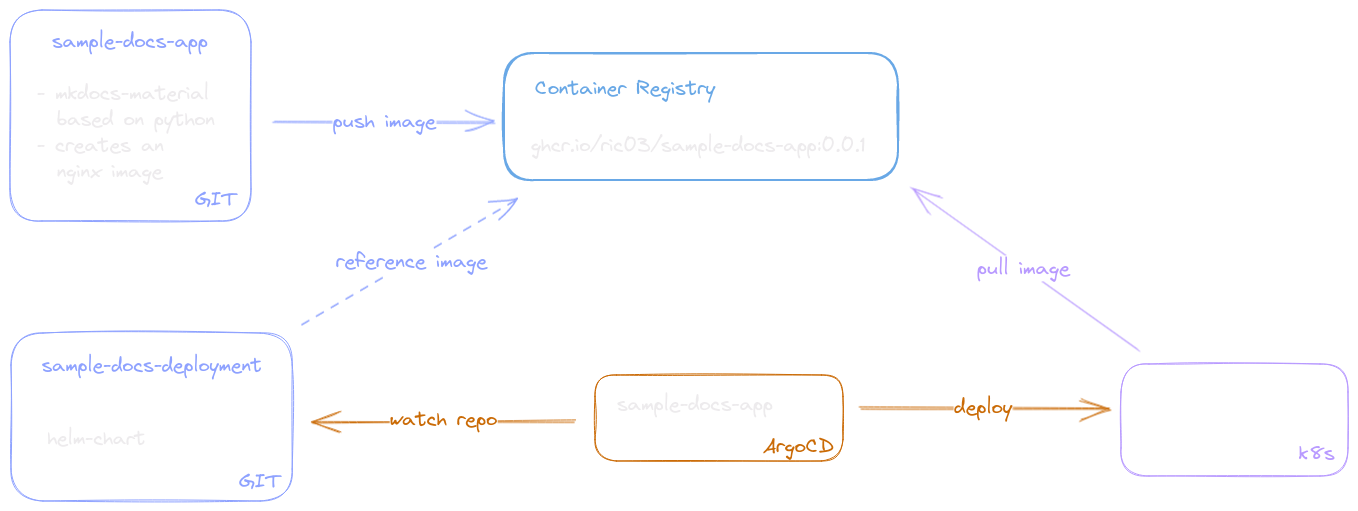 sample-docs-app
- mkdocs-material
based on python
- creates an
nginx image
GIT
push image
Container Registry
ghcr.io/ric03/sample-docs-app:0.0.1
reference image
pull image
sample-docs-deployment
helm-chart
GIT
watch repo
sample-docs-app
ArgoCD
deploy
k8s